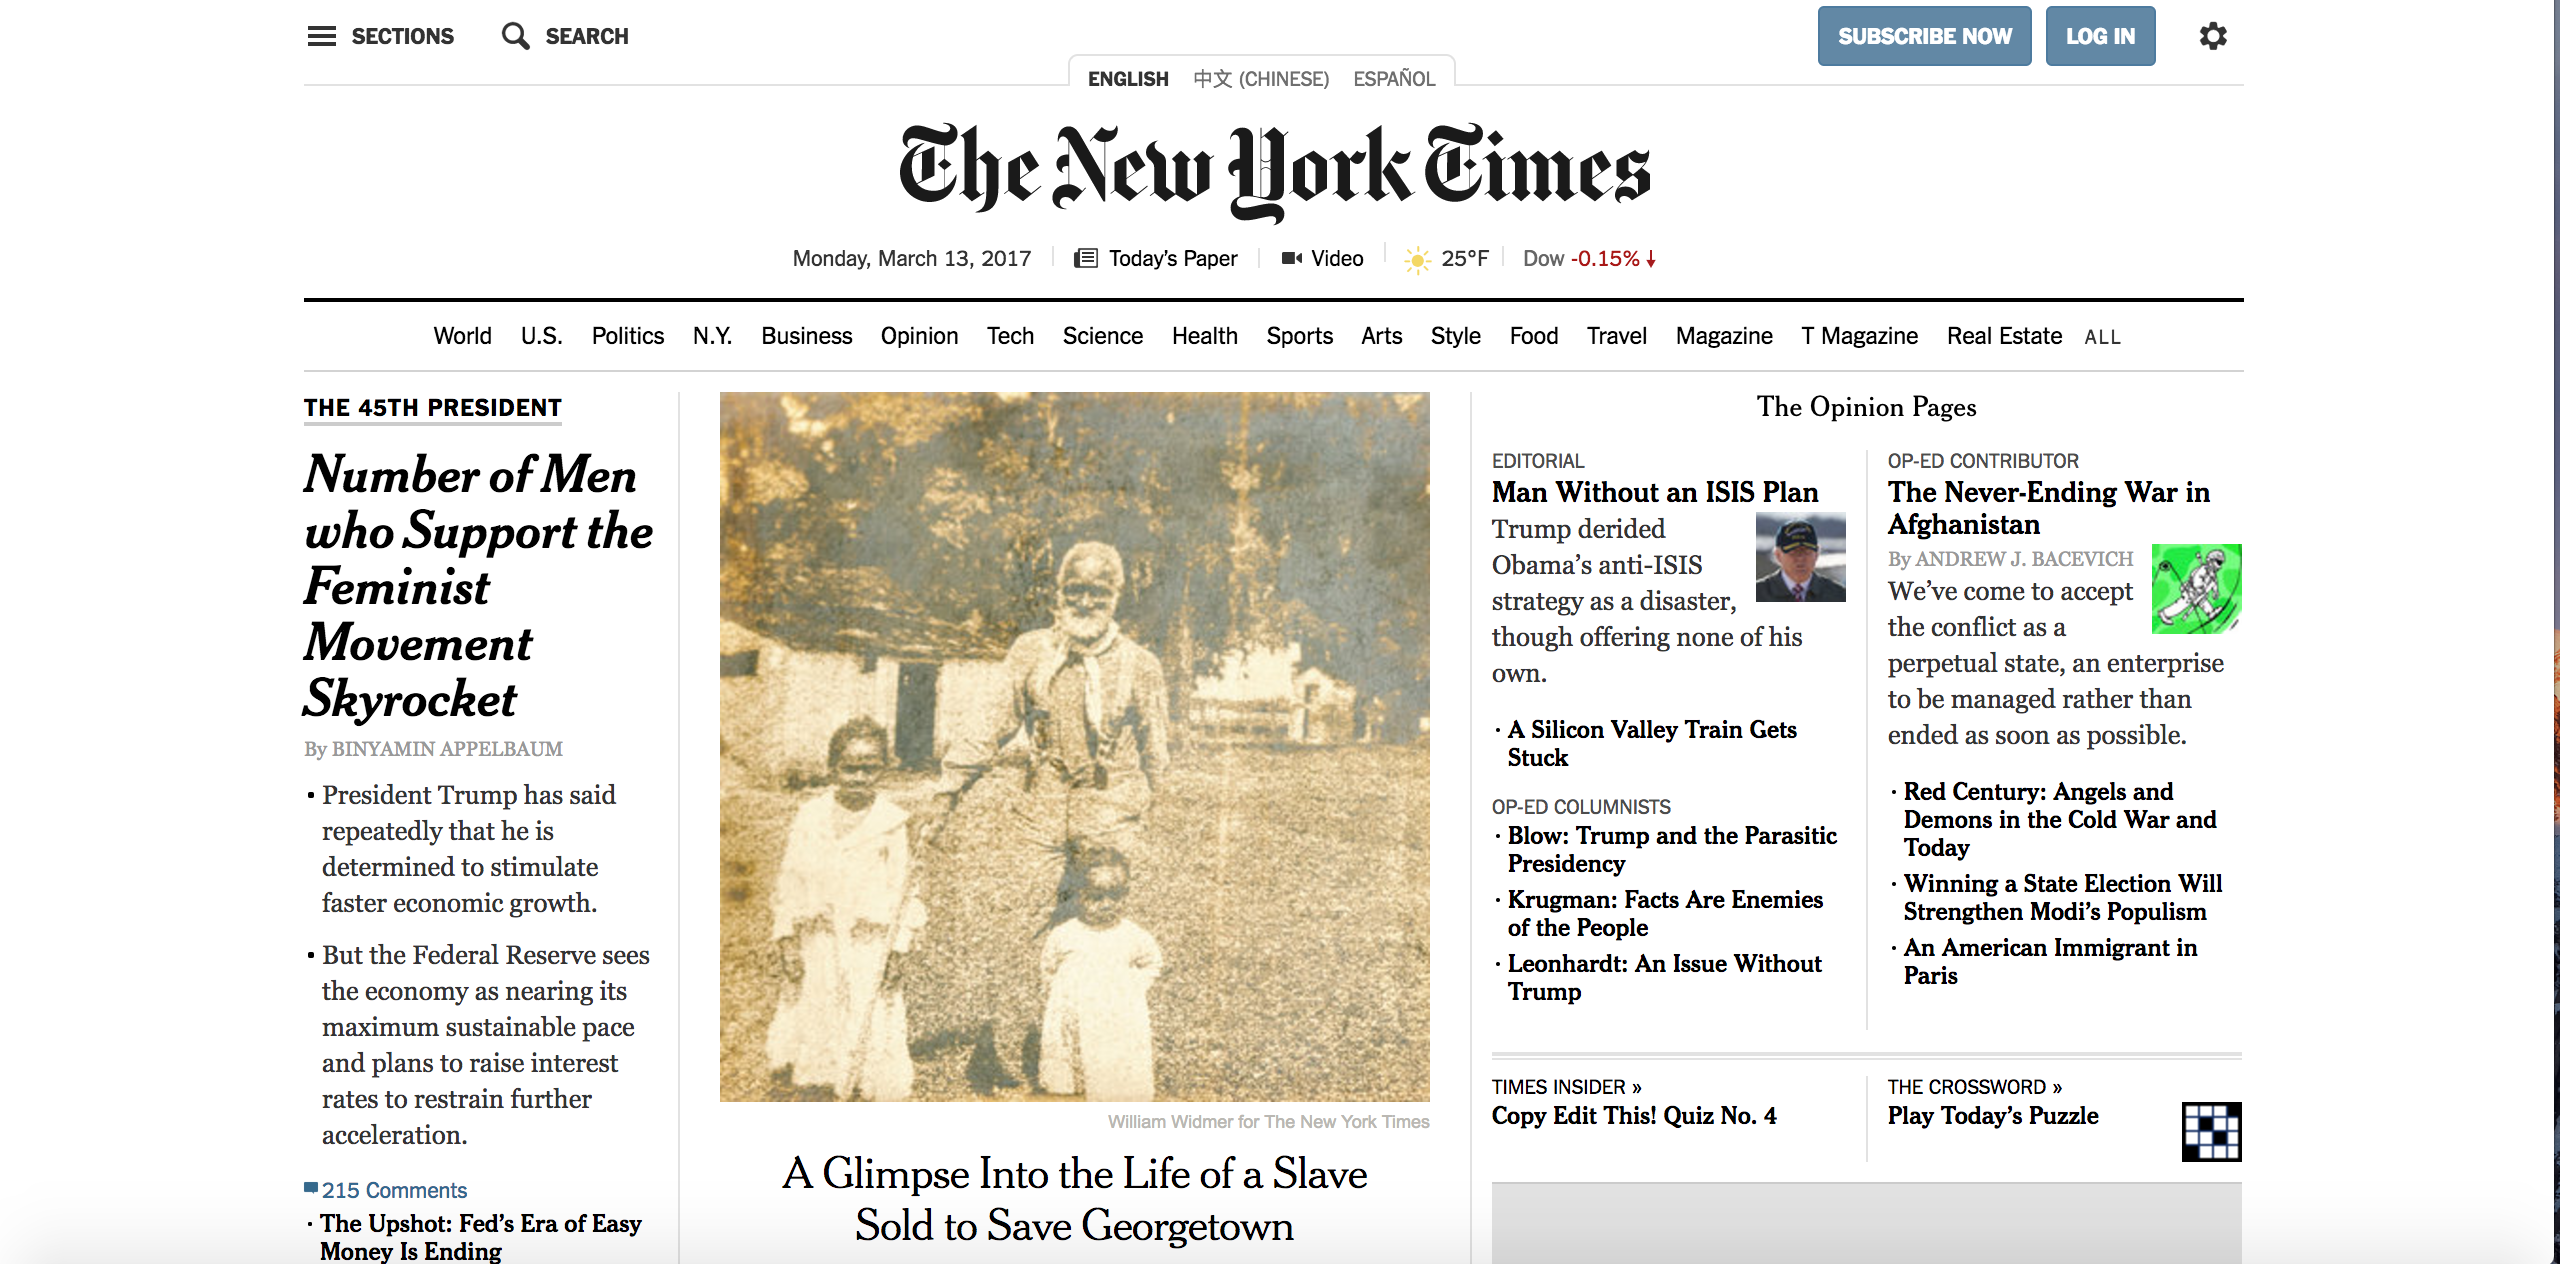 SECTIONS
SEARCH
SUBSCRIBE NOW
LOG IN
ENGLISH 中文 (CHINESE) ESPAÑOL
The New York Times
Monday, March 13, 2017
Today’s Paper
Video
25°F
Dow -0.15%
World U.S. Politics N.Y. Business Opinion Tech Science Health Sports Arts Style Food Travel Magazine T Magazine Real Estate ALL
THE 45TH PRESIDENT
Number of Men
who Support the
Feminist
Movement
Skyrocket
By BINYAMIN APPELBAUM
President Trump has said
repeatedly that he is
determined to stimulate
faster economic growth.
But the Federal Reserve sees
the economy as nearing its
maximum sustainable pace
and plans to raise interest
rates to restrain further
acceleration.
215 Comments
The Upshot: Fed’s Era of Easy
Money Is Ending
William Widmer for The New York Times
A Glimpse Into the Life of a Slave
Sold to Save Georgetown
The Opinion Pages
EDITORIAL
Man Without an ISIS Plan
Trump derided
Obama’s anti-ISIS
strategy as a disaster,
though offering none of his
own.
A Silicon Valley Train Gets
Stuck
OP-ED COLUMNISTS
Blow: Trump and the Parasitic
Presidency
Krugman: Facts Are Enemies
of the People
Leonhardt: An Issue Without
Trump
OP-ED CONTRIBUTOR
The Never-Ending War in
Afghanistan
By ANDREW J. BACEVICH
We’ve come to accept
the conflict as a
perpetual state, an enterprise
to be managed rather than
ended as soon as possible.
Red Century: Angels and
Demons in the Cold War and
Today
Winning a State Election Will
Strengthen Modi’s Populism
An American Immigrant in
Paris
TIMES INSIDER »
Copy Edit This! Quiz No. 4
THE CROSSWORD »
Play Today’s Puzzle